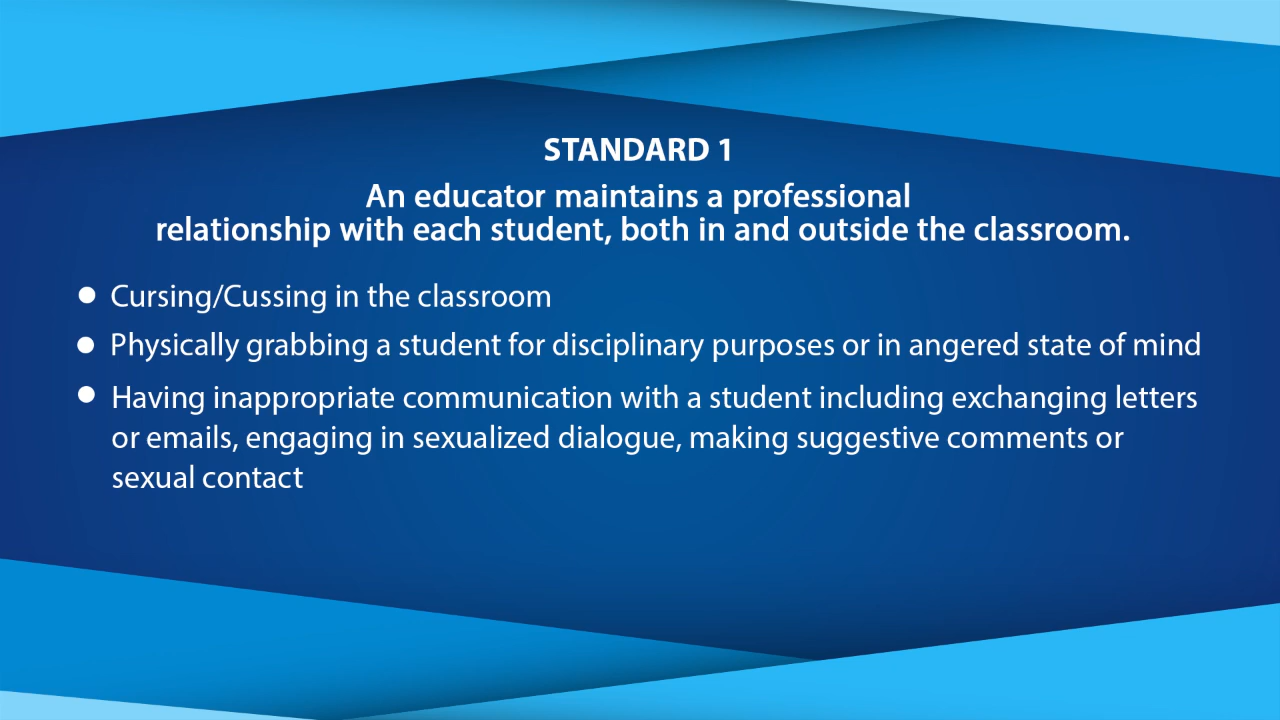 STANDARD 1
An educator maintains a professional
relationship with each student, both in and outside the classroom.
● Cursing/Cussing in the classroom
● Physically grabbing a student for disciplinary purposes or in angered state of mind
● Having inappropriate communication with a student including exchanging letters
or emails, engaging in sexualized dialogue, making suggestive comments or
sexual contact